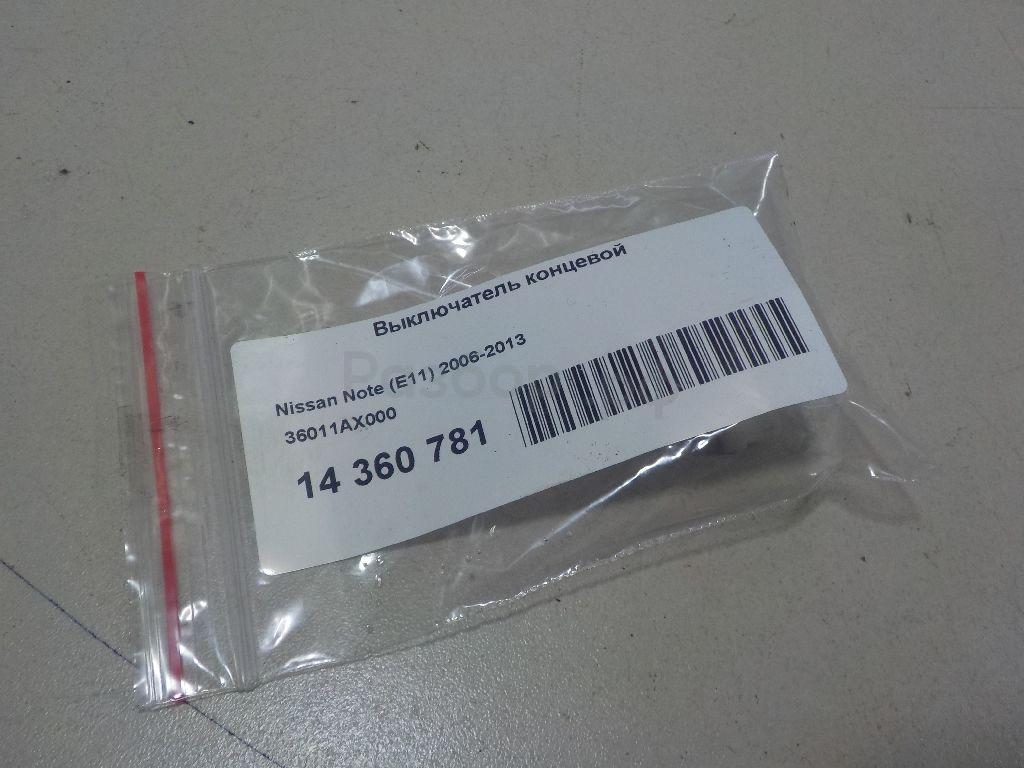 Выключатель концевой
Nissan Note (E11) 2006-2013
36011AX000
14 360 781